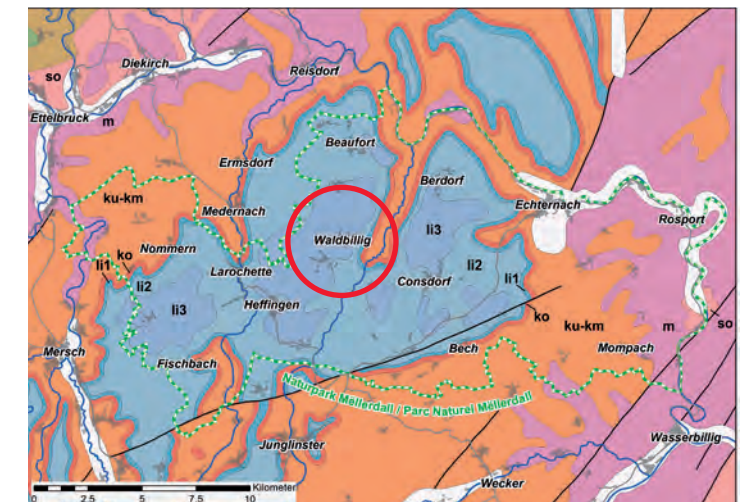 Diekirch
so
Reisdorf
Ettelbruck
m
Beaufort
Ermsdorf
Berdorf
ku-km
Medernach
Echternach
Rosport
Waldbillig
li3
Nommern
ko
li1
li2
Larochette
li2
Consdorf
li1
li3
Heffingen
ko
ku-km
m
so
Mersch
Fischbach
Bech
Mompach
Naturpark Mëllerdall / Parc Naturel Mëllerdall
Junglinster
Wasserbillig
Wecker
Kilometer
0 2.5 5 7.5 10